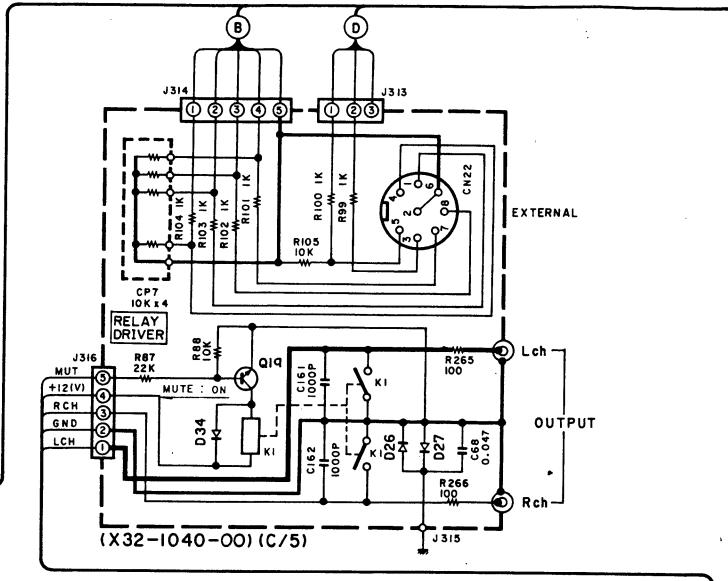 B D
J314 J313
1 2 3 4 5 1 2 3
R104 1K
R103 1K
R102 1K
R101 1K
R100 1K
R99 1K
CN22
4 1 6
2 8
5 3 7
EXTERNAL
R105
10K
CP7
10K x 4
RELAY
DRIVER
J316
MUT 5
+12(V) 4
RCH 3
GND 2
LCH 1
R87
22K
R88
10K
Q19
MUTE : ON
D34
K1
C161
1000P
K1
C162
1000P
K1
D26
D27
C68
0.047
R265
100
Lch
OUTPUT
R266
100
Rch
J315
(X32-1040-00)(C/5)